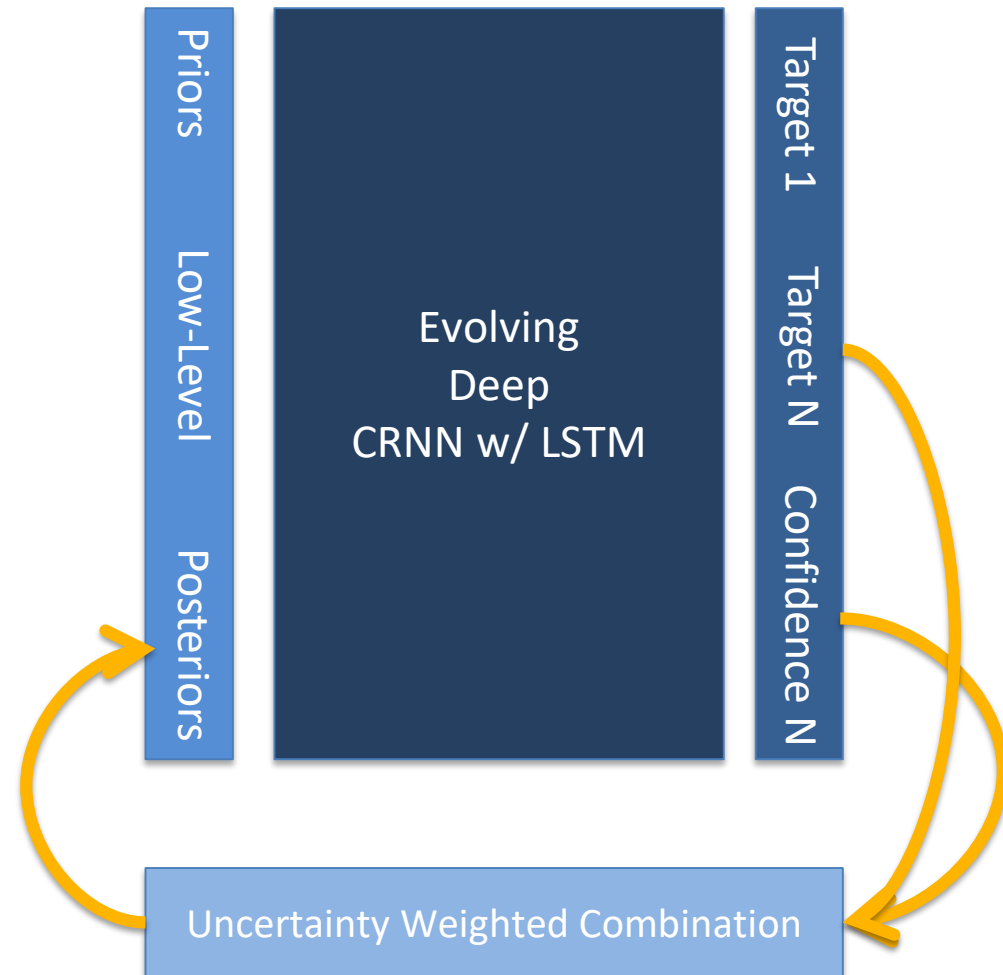 Priors
Low-Level
Posteriors
Evolving
Deep
CRNN w/ LSTM
Target 1
Target N
Confidence N
Uncertainty Weighted Combination